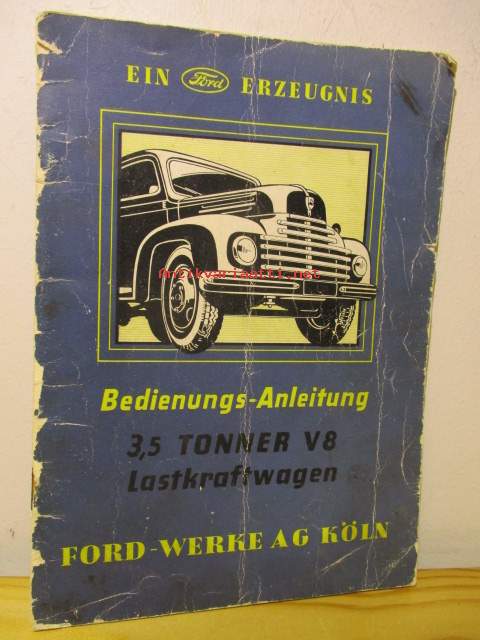 EIN Ford ERZEUGNIS
antikvariaatti.net
Bedienungs-Anleitung
3,5 TONNER V8
Lastkraftwagen
FORD-WERKE AG KÖLN